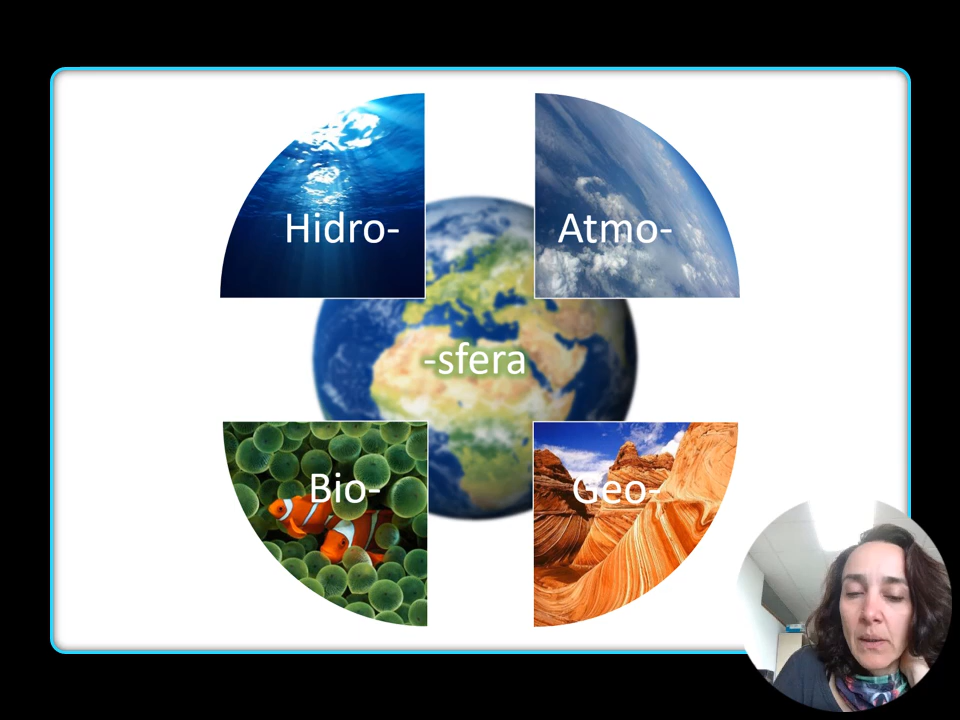 Hidro-
Atmo-
-sfera
Bio-
Geo-